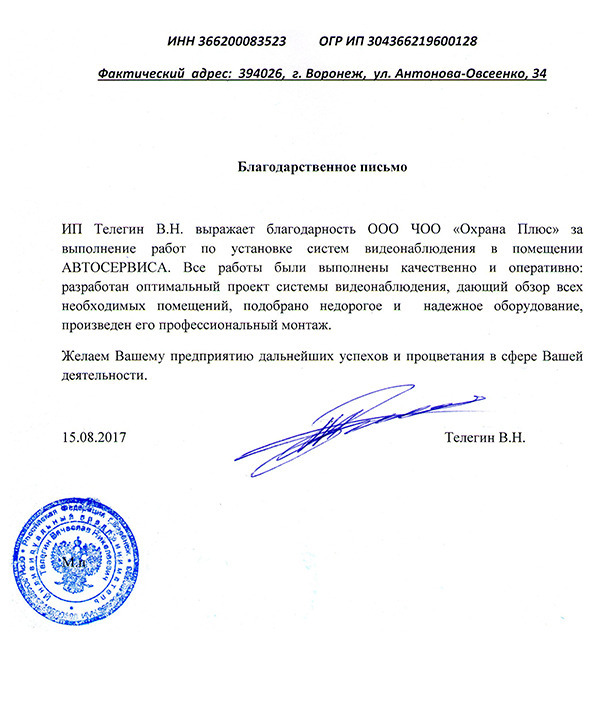 ИНН 366200083523 ОГР ИП 304366219600128
Фактический адрес: 394026, г. Воронеж, ул. Антонова-Овсеенко, 34
Благодарственное письмо
ИП Телегин В.Н. выражает благодарность ООО ЧОО «Охрана Плюс» за
выполнение работ по установке систем видеонаблюдения в помещении
АВТОСЕРВИСА. Все работы были выполнены качественно и оперативно:
разработан оптимальный проект системы видеонаблюдения, дающий обзор всех
необходимых помещений, подобрано недорогое и надежное оборудование,
произведен его профессиональный монтаж.
Желаем Вашему предприятию дальнейших успехов и процветания в сфере Вашей
деятельности.
15.08.2017 Телегин В.Н.
Российская Федерация г.Воронеж
Индивидуальный предприниматель
Телегин Вячеслав Николаевич
М.п.